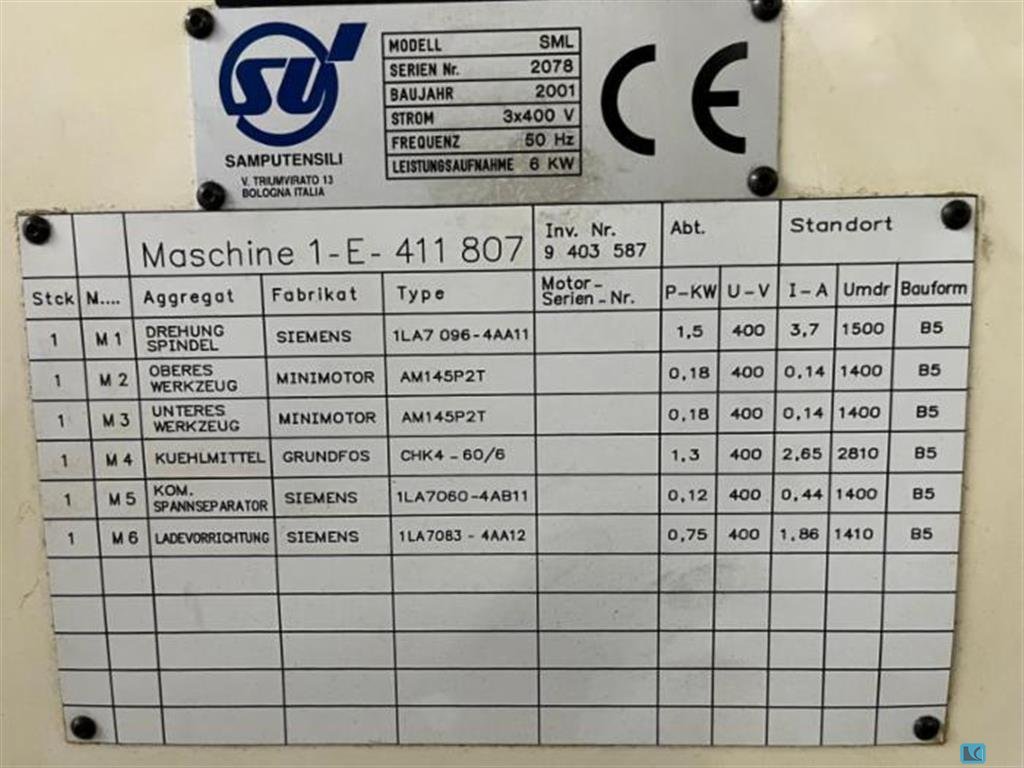 SU
MODELL SML
SERIEN Nr. 2078
BAUJAHR 2001
STROM 3x400 V
FREQUENZ 50 Hz
LEISTUNGSAUFNAHME 6 KW
SAMPUTENSILI
V. TRIUMVIRATO 13
BOLOGNA ITALIA
CE
Maschine 1-E- 411 807
Inv. Nr.
9 403 587
Abt.
Standort
Stck M.... Aggregat Fabrikat Type Motor-
Serien-Nr. P-KW U-V I-A Umdr Bauform
1 M 1 DREHUNG
SPINDEL SIEMENS 1LA7 096-4AA11 1,5 400 3,7 1500 B5
1 M 2 OBERES
WERKZEUG MINIMOTOR AM145P2T 0,18 400 0,14 1400 B5
1 M 3 UNTERES
WERKZEUG MINIMOTOR AM145P2T 0,18 400 0,14 1400 B5
1 M 4 KUEHLMITTEL GRUNDFOS CHK4 - 60/6 1,3 400 2,65 2810 B5
1 M 5 KOM.
SPANNSEPARATOR SIEMENS 1LA7060-4AB11 0,12 400 0,44 1400 B5
1 M 6 LADEVORRICHTUNG SIEMENS 1LA7083 - 4AA12 0,75 400 1,86 1410 B5